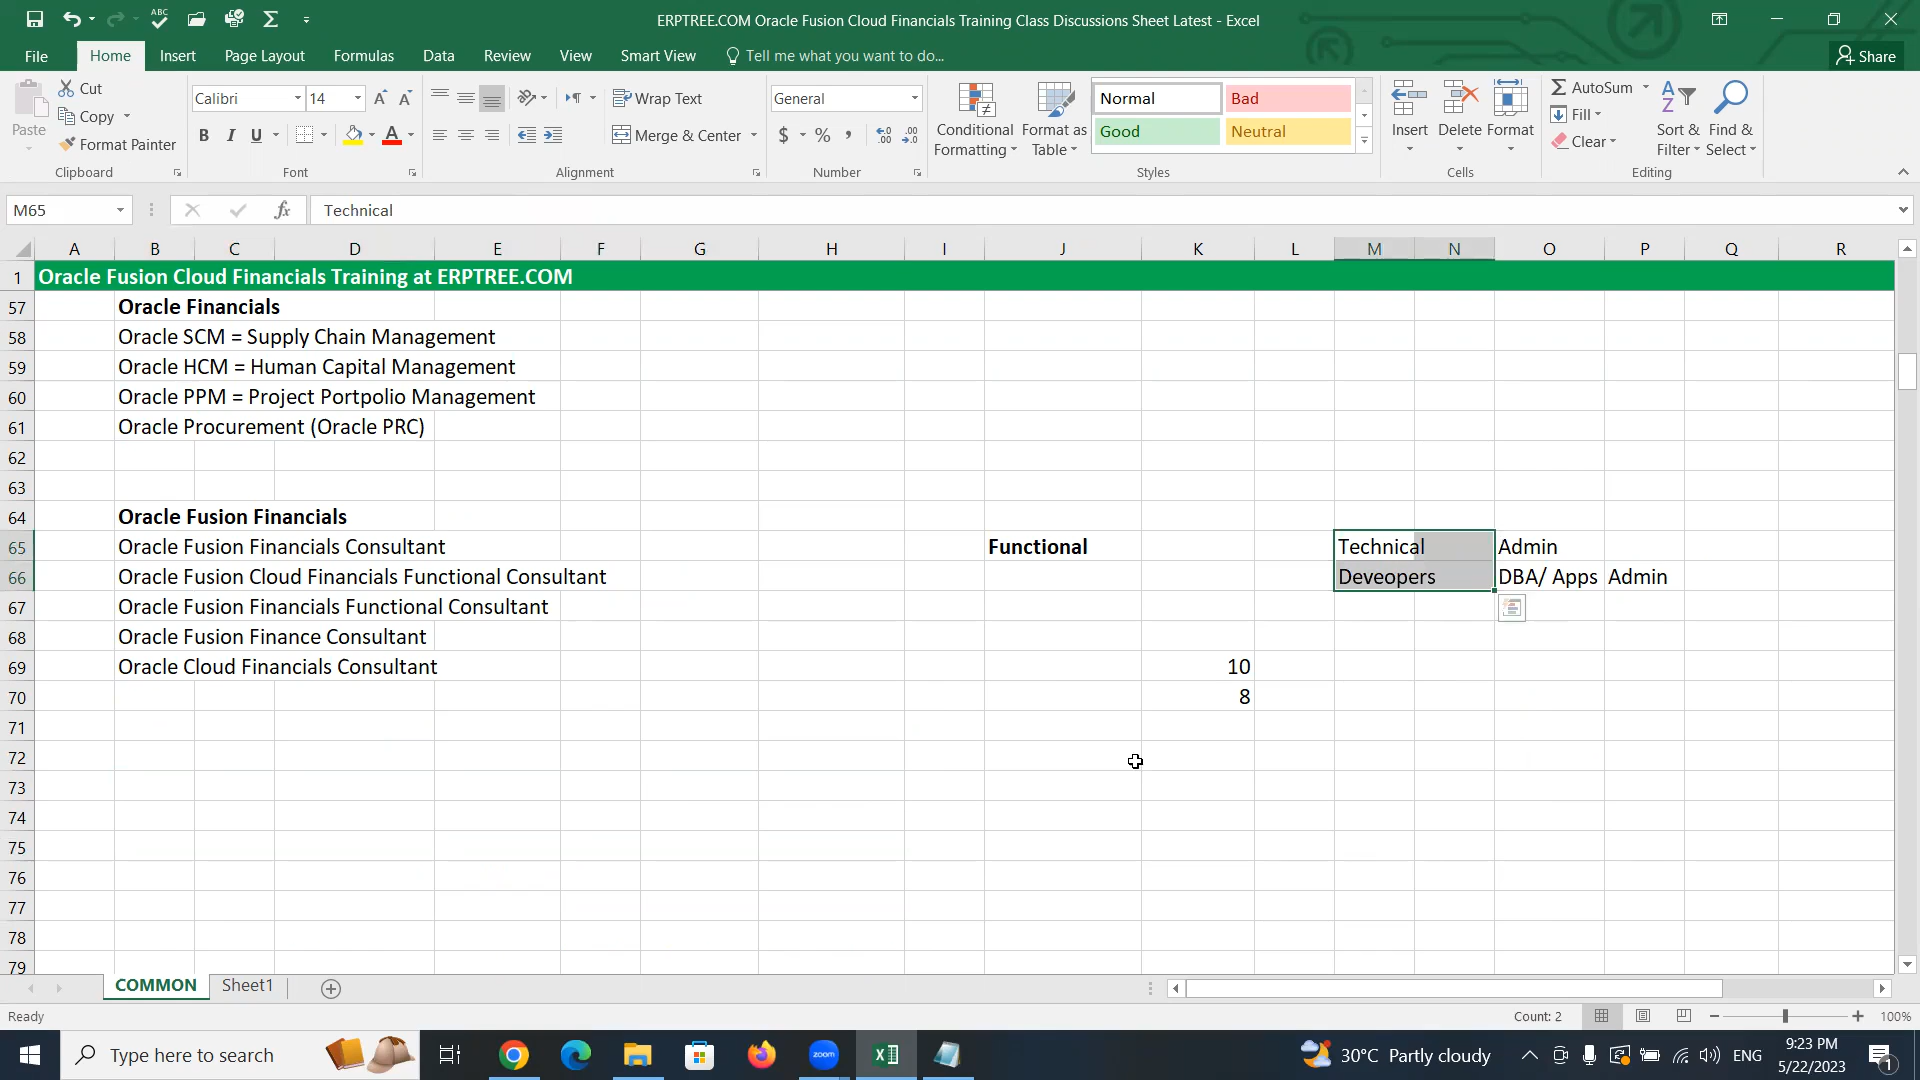 ERPTREE.COM Oracle Fusion Cloud Financials Training Class Discussions Sheet Latest - Excel
File Home Insert Page Layout Formulas Data Review View Smart View Tell me what you want to do... Share
Paste
Cut
Copy
Format Painter
Clipboard
Calibri 14
B I U
Font
Wrap Text
Merge & Center
Alignment
General
$ % ,
Number
Conditional Formatting
Format as Table
Normal Bad
Good Neutral
Styles
Insert Delete Format
Cells
AutoSum
Fill
Clear
Sort & Filter
Find & Select
Editing
M65 fx Technical
A B C D E F G H I J K L M N O P Q R
1 Oracle Fusion Cloud Financials Training at ERPTREE.COM
57 Oracle Financials
58 Oracle SCM = Supply Chain Management
59 Oracle HCM = Human Capital Management
60 Oracle PPM = Project Portpolio Management
61 Oracle Procurement (Oracle PRC)
62
63
64 Oracle Fusion Financials
65 Oracle Fusion Financials Consultant Functional Technical Admin
66 Oracle Fusion Cloud Financials Functional Consultant Deveopers DBA/ Apps Admin
67 Oracle Fusion Financials Functional Consultant
68 Oracle Fusion Finance Consultant
69 Oracle Cloud Financials Consultant 10
70 8
71
72
73
74
75
76
77
78
79
COMMON Sheet1
Ready Count: 2 100%
Type here to search zoom 30°C Partly cloudy ENG 9:23 PM
5/22/2023 1